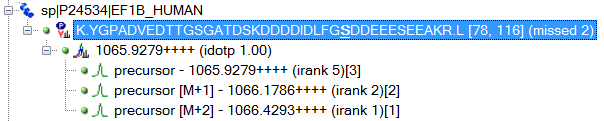 sp|P24534|EF1B_HUMAN
K.YGPADVEDTTGSGATDSKDDDDIDLFGSDDEEESEEAKR.L [78, 116] (missed 2)
1065.9279++++ (idotp 1.00)
precursor - 1065.9279++++ (irank 5)[3]
precursor [M+1] - 1066.1786++++ (irank 2)[2]
precursor [M+2] - 1066.4293++++ (irank 1)[1]